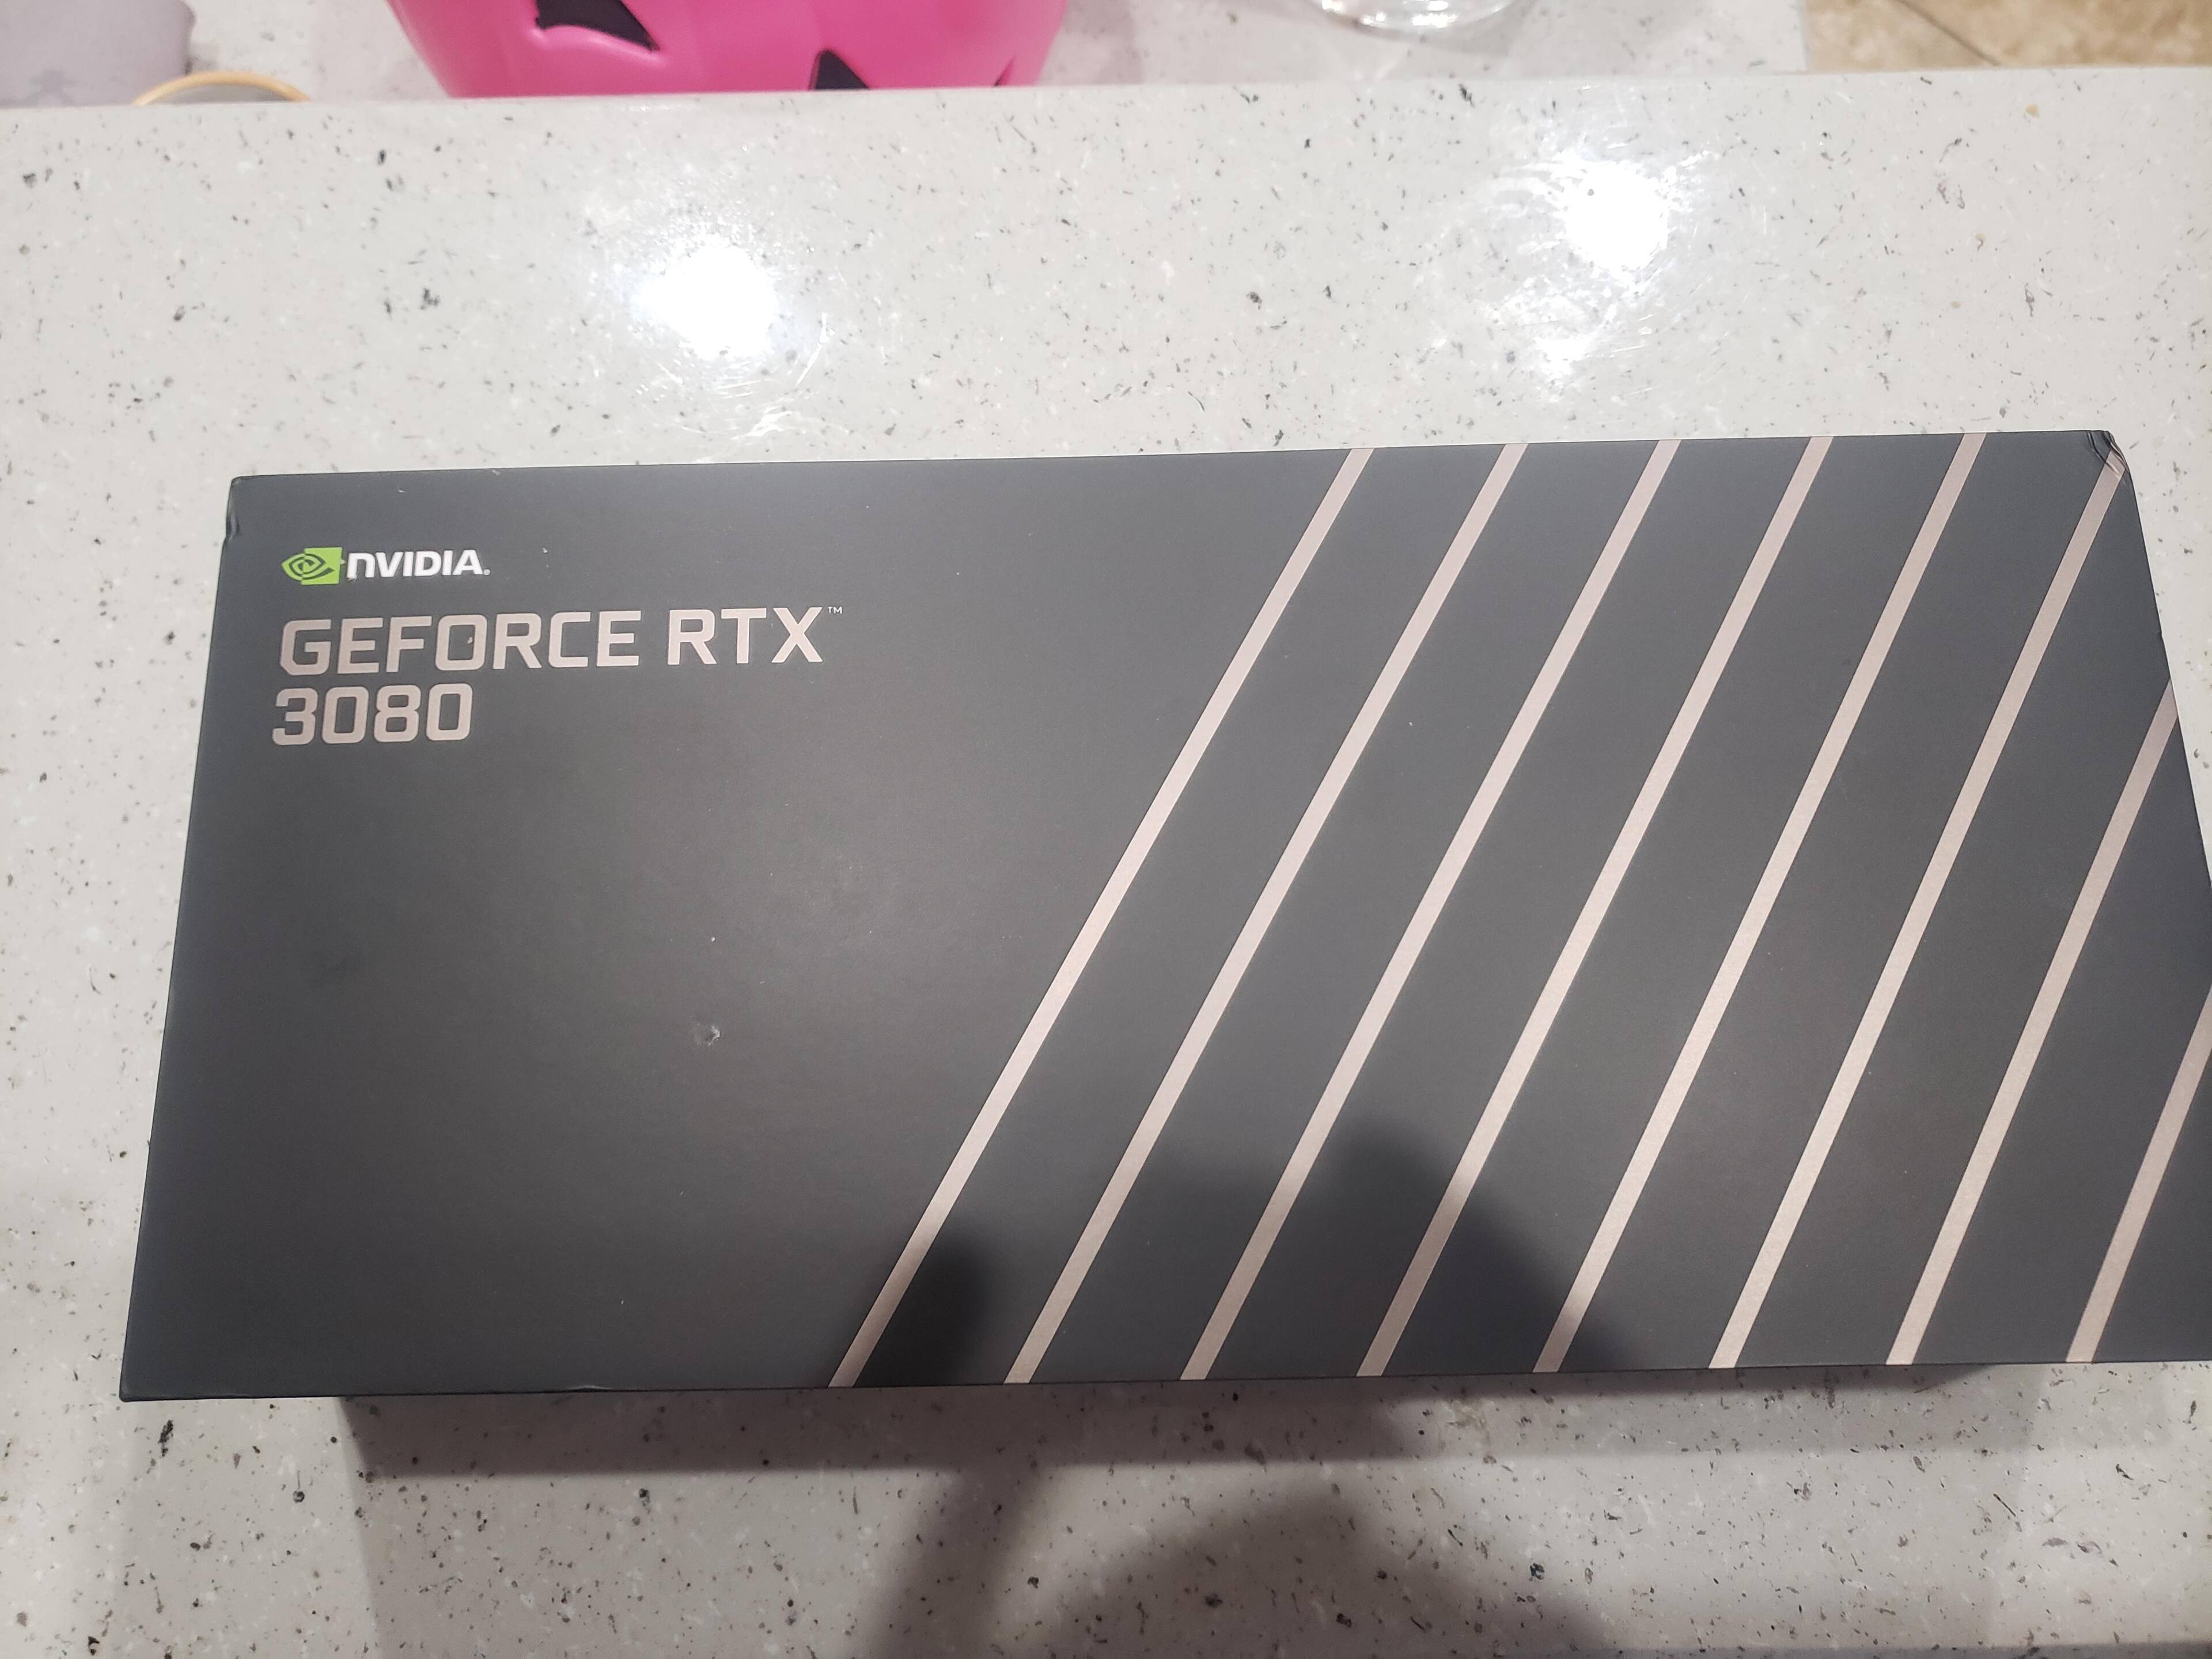 NVIDIA.
GEFORCE RTX™
3080